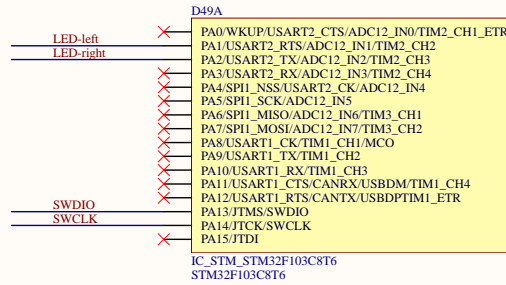 D49A
PA0/WKUP/USART2_CTS/ADC12_IN0/TIM2_CH1_ETR
LED-left
PA1/USART2_RTS/ADC12_IN1/TIM2_CH2
LED-right
PA2/USART2_TX/ADC12_IN2/TIM2_CH3
PA3/USART2_RX/ADC12_IN3/TIM2_CH4
PA4/SPI1_NSS/USART2_CK/ADC12_IN4
PA5/SPI1_SCK/ADC12_IN5
PA6/SPI1_MISO/ADC12_IN6/TIM3_CH1
PA7/SPI1_MOSI/ADC12_IN7/TIM3_CH2
PA8/USART1_CK/TIM1_CH1/MCO
PA9/USART1_TX/TIM1_CH2
PA10/USART1_RX/TIM1_CH3
PA11/USART1_CTS/CANRX/USBDM/TIM1_CH4
PA12/USART1_RTS/CANTX/USBDPTIM1_ETR
SWDIO
PA13/JTMS/SWDIO
SWCLK
PA14/JTCK/SWCLK
PA15/JTDI
IC_STM_STM32F103C8T6
STM32F103C8T6